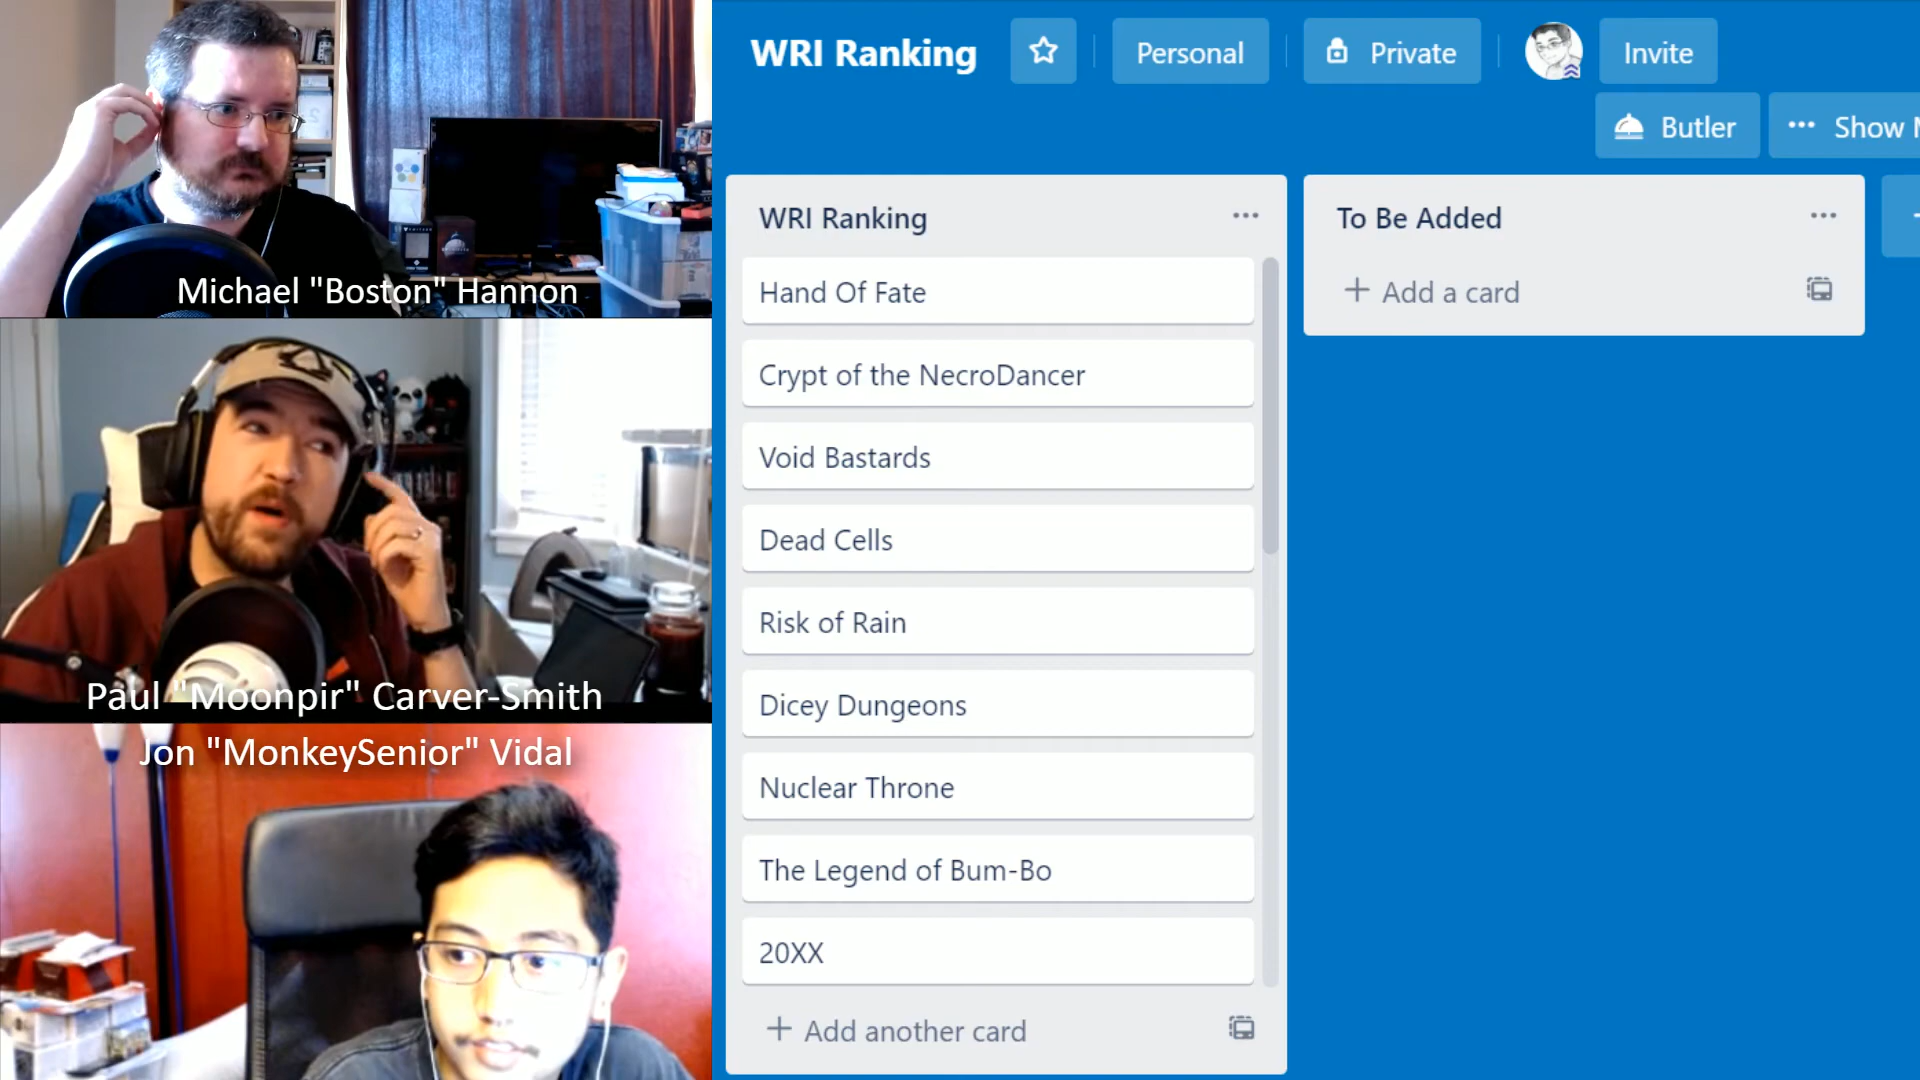 Michael "Boston" Hannon
Paul "Moonpir" Carver-Smith
Jon "MonkeySenior" Vidal
WRI Ranking
Personal
Private
Invite
Butler
Show
WRI Ranking
Hand Of Fate
Crypt of the NecroDancer
Void Bastards
Dead Cells
Risk of Rain
Dicey Dungeons
Nuclear Throne
The Legend of Bum-Bo
20XX
Add another card
To Be Added
Add a card